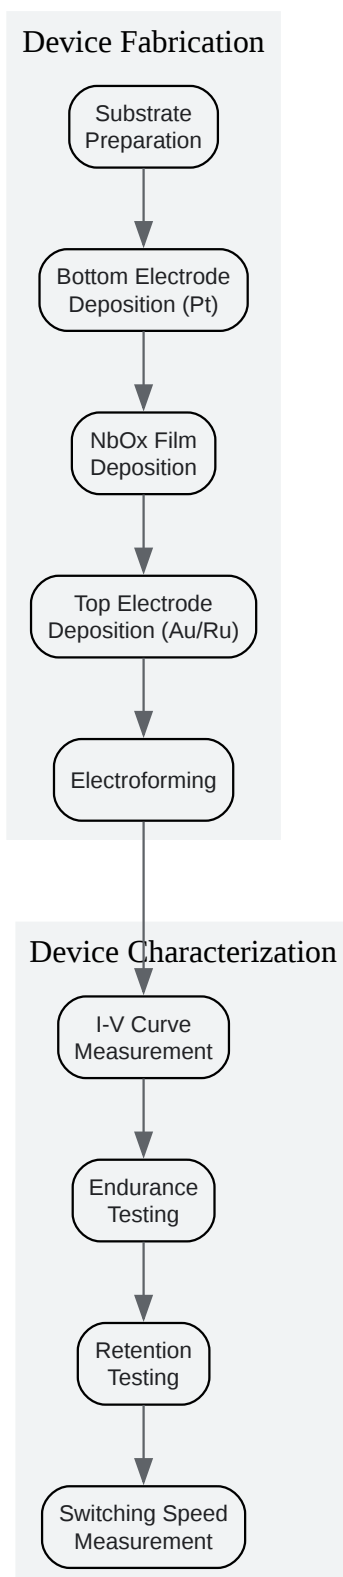 Device Fabrication
Substrate
Preparation
Bottom Electrode
Deposition (Pt)
NbOx Film
Deposition
Top Electrode
Deposition (Au/Ru)
Electroforming
Device Characterization
I-V Curve
Measurement
Endurance
Testing
Retention
Testing
Switching Speed
Measurement